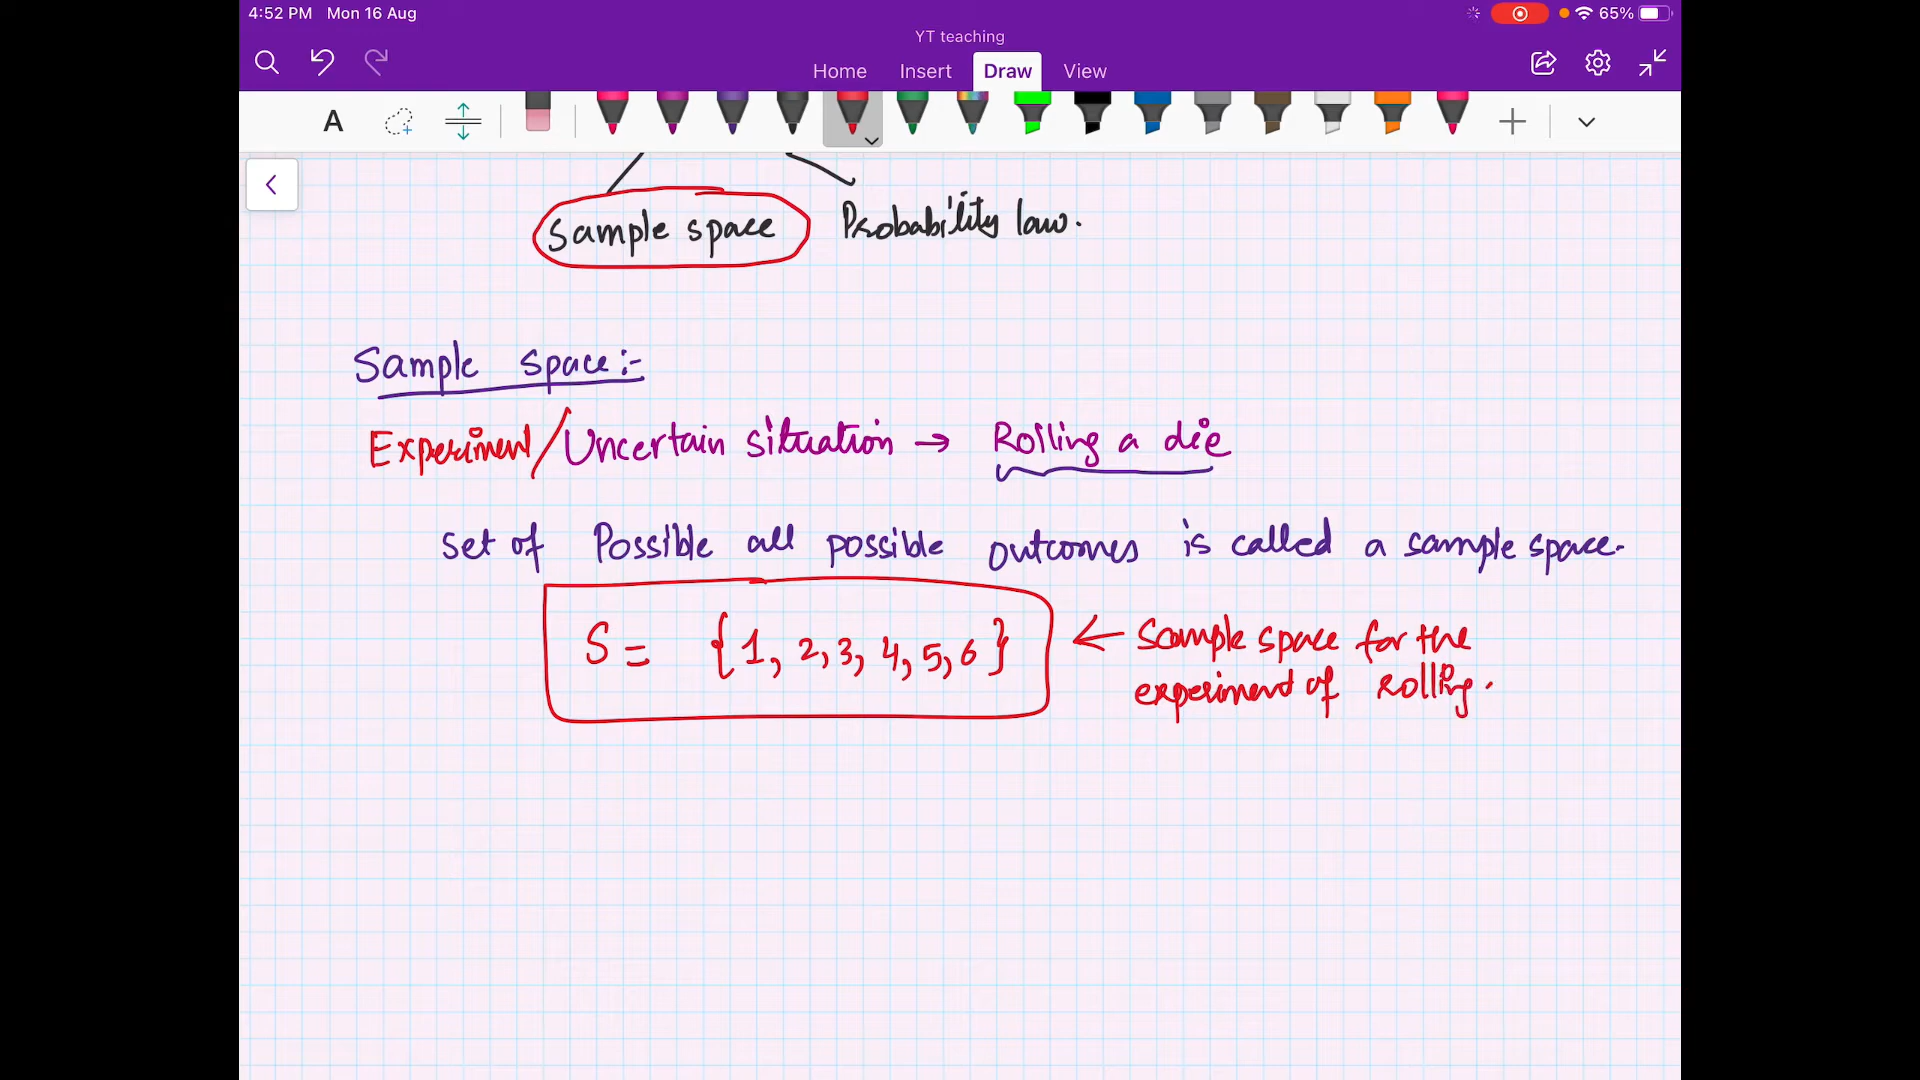 4:52 PM Mon 16 Aug
65%
YT teaching
Home Insert Draw View
A
Sample space Probability law.
Sample space :-
Experiment/Uncertain situation → Rolling a die
set of Possible all possible outcomes is called a sample space.
S = {1, 2, 3, 4, 5, 6} ← Sample space for the
experiment of rolling.